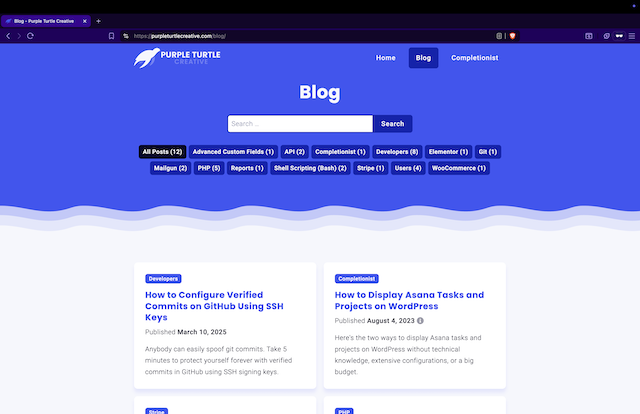 Blog - Purple Turtle Creative
https://purpleturtlecreative.com/blog/
PURPLE TURTLE
CREATIVE
Home
Blog
Completionist
Blog
Search ...
Search
All Posts (12)
Advanced Custom Fields (1)
API (2)
Completionist (1)
Developers (8)
Elementor (1)
Git (1)
Mailgun (2)
PHP (5)
Reports (1)
Shell Scripting (Bash) (2)
Stripe (1)
Users (4)
WooCommerce (1)
Developers
How to Configure Verified
Commits on GitHub Using SSH
Keys
Published March 10, 2025
Anybody can easily spoof git commits. Take 5
minutes to protect yourself forever with verified
commits in GitHub using SSH signing keys.
Completionist
How to Display Asana Tasks and
Projects on WordPress
Published August 4, 2023
Here's the two ways to display Asana tasks and
projects on WordPress without technical
knowledge, extensive configurations, or a big
budget.
Stripe
PHP